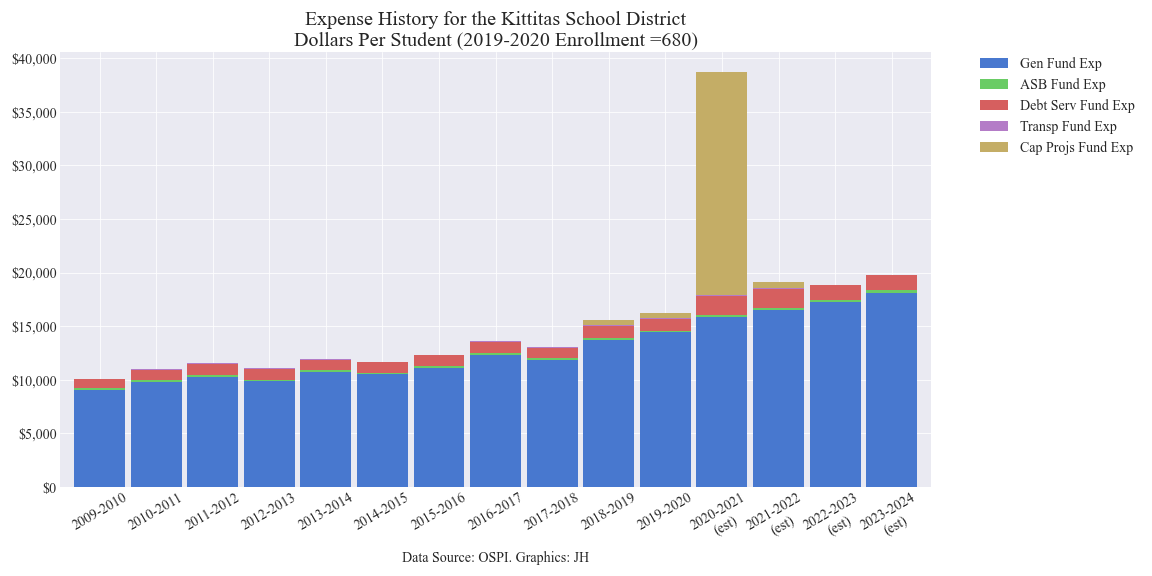 Expense History for the Kittitas School District
Dollars Per Student (2019-2020 Enrollment =680)
$40,000
$35,000
$30,000
$25,000
$20,000
$15,000
$10,000
$5,000
$0
Gen Fund Exp
ASB Fund Exp
Debt Serv Fund Exp
Transp Fund Exp
Cap Projs Fund Exp
2009-2010
2010-2011
2011-2012
2012-2013
2013-2014
2014-2015
2015-2016
2016-2017
2017-2018
2018-2019
2019-2020
2020-2021
(est)
2021-2022
(est)
2022-2023
(est)
2023-2024
(est)
Data Source: OSPI. Graphics: JH